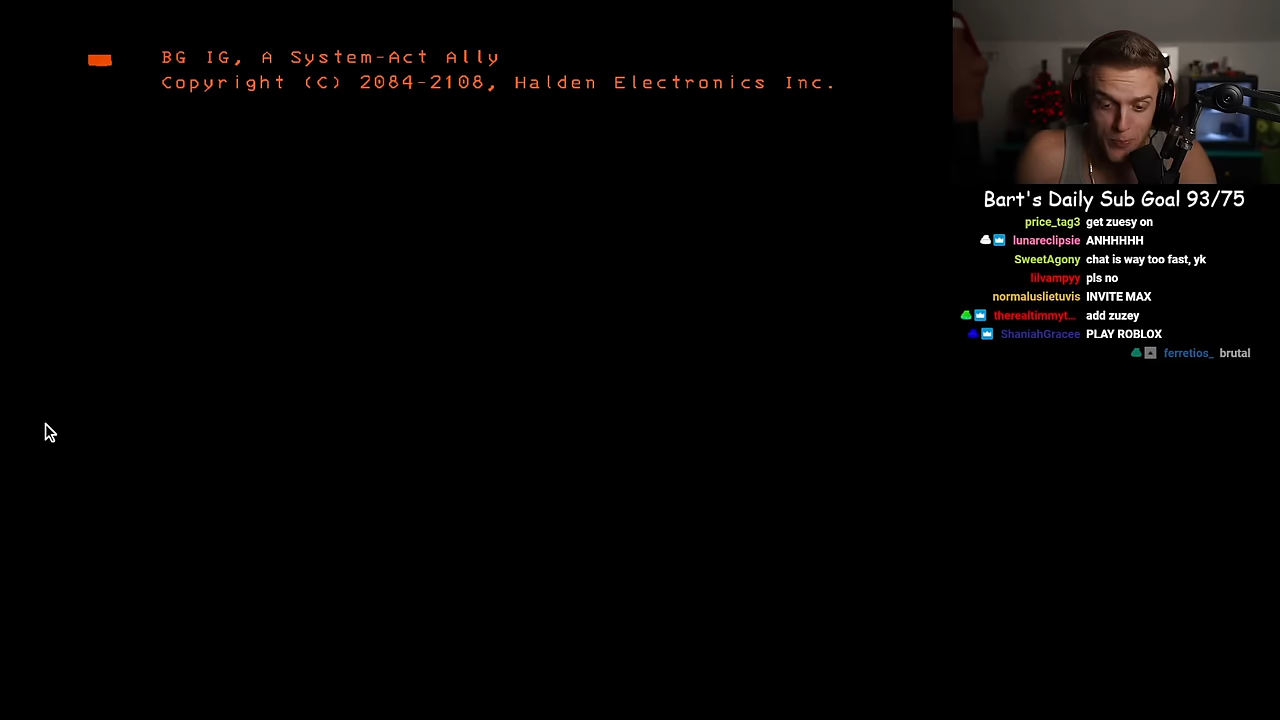 BG IG, A System-Act Ally
Copyright (C) 2084-2108, Halden Electronics Inc.
Bart's Daily Sub Goal 93/75
price_tag3 get zuesy on
lunareclipsie ANHHHHH
SweetAgony chat is way too fast, yk
lilvampyy pls no
normauslietuvis INVITE MAX
therealtimmyt... add zuzey
ShaniahGracee PLAY ROBLOX
ferretios_ brutal